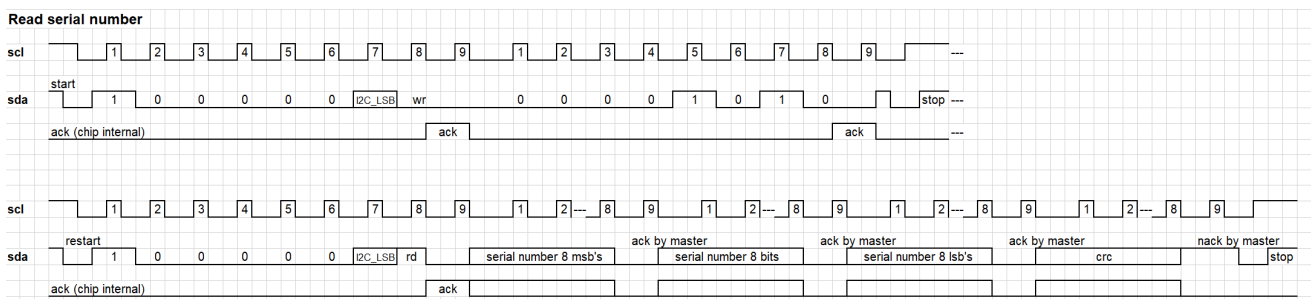 Read serial number
scl 1 2 3 4 5 6 7 8 9 1 2 3 4 5 6 7 8 9 ---
start
sda 1 0 0 0 0 0 I2C_LSB wr 0 0 0 0 1 0 1 0 stop ---
ack (chip internal) ack ack ---
scl 1 2 3 4 5 6 7 8 9 1 2 --- 8 9 1 2 --- 8 9 1 2 --- 8 9 1 2 --- 8 9
restart ack by master ack by master ack by master nack by master
sda 1 0 0 0 0 0 I2C_LSB rd serial number 8 msb's serial number 8 bits serial number 8 lsb's crc stop
ack (chip internal) ack